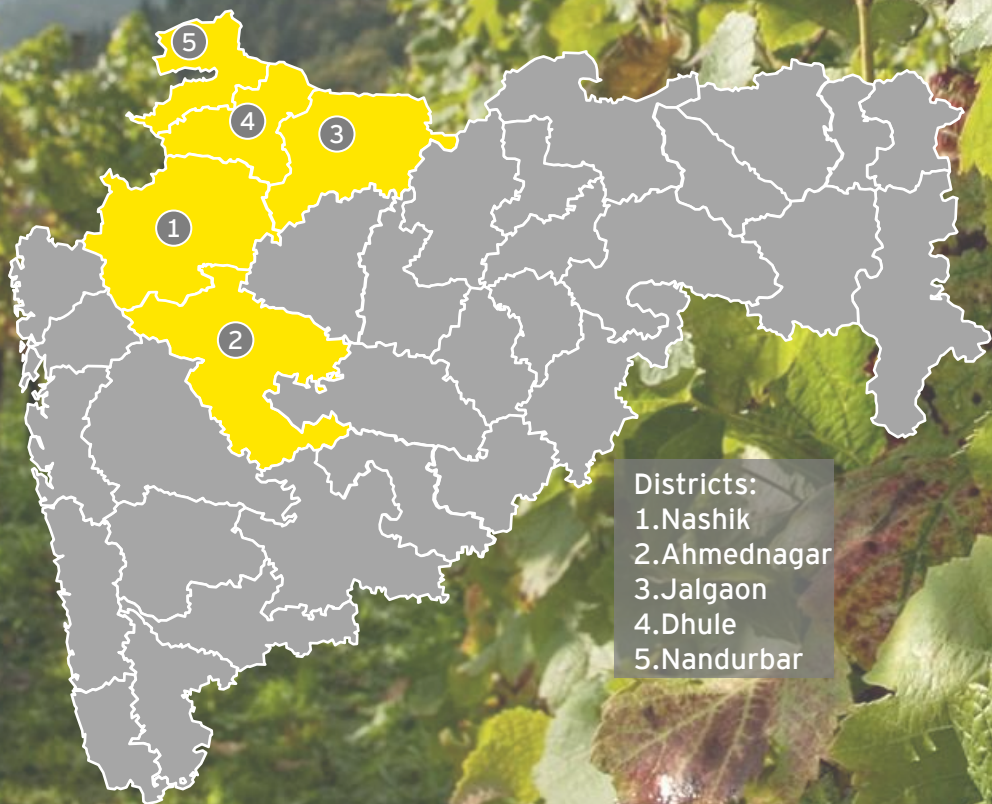 5
4
3
1
2
Districts:
1.Nashik
2.Ahmednagar
3.Jalgaon
4.Dhule
5.Nandurbar